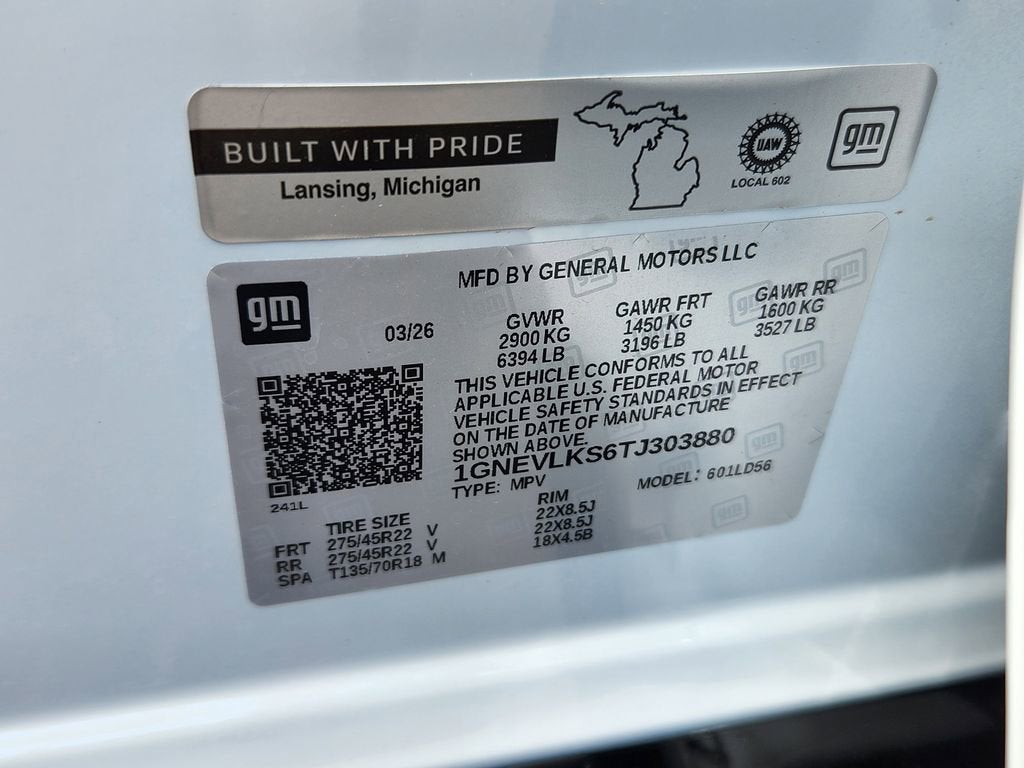 BUILT WITH PRIDE
Lansing, Michigan
UAW
LOCAL 602
gm
MFD BY GENERAL MOTORS LLC
gm
03/26
GVWR GAWR FRT GAWR RR
2900 KG 1450 KG 1600 KG
6394 LB 3196 LB 3527 LB
THIS VEHICLE CONFORMS TO ALL
APPLICABLE U.S. FEDERAL MOTOR
VEHICLE SAFETY STANDARDS IN EFFECT
ON THE DATE OF MANUFACTURE
SHOWN ABOVE.
1GNEVLKS6TJ303880
TYPE: MPV MODEL: 601LD56
241L
TIRE SIZE RIM
FRT 275/45R22 V 22X8.5J
RR 275/45R22 V 22X8.5J
SPA T135/70R18 M 18X4.5B